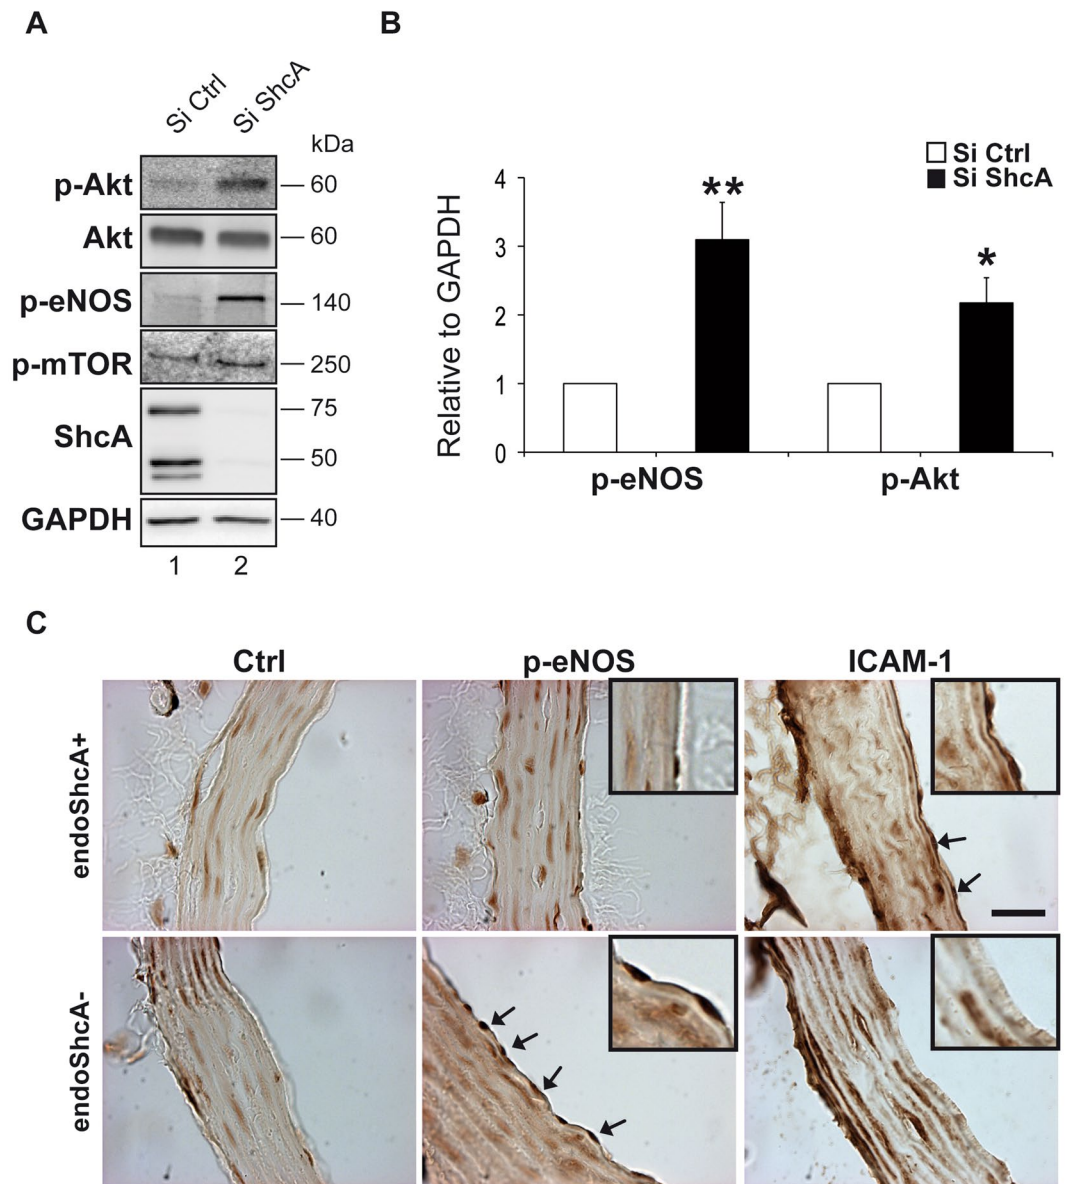 A
Si Ctrl
Si ShcA
kDa
p-Akt
60
Akt
60
p-eNOS
140
p-mTOR
250
ShcA
75
50
GAPDH
40
1 2
B
Si Ctrl
Si ShcA
Relative to GAPDH
4
3
2
1
0
**
*
p-eNOS p-Akt
C
Ctrl p-eNOS ICAM-1
endoShcA+
endoShcA-